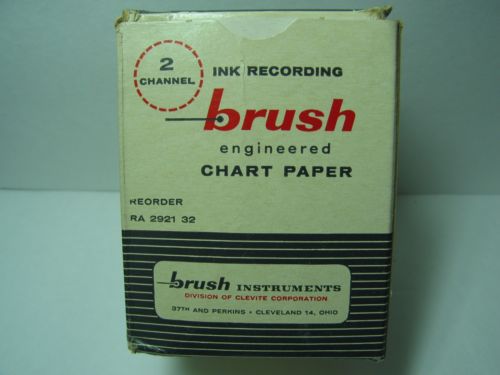 2
CHANNEL
INK RECORDING
brush
engineered
CHART PAPER
REORDER
RA 2921 32
brush INSTRUMENTS
DIVISION OF CLEVITE CORPORATION
37TH AND PERKINS • CLEVELAND 14, OHIO